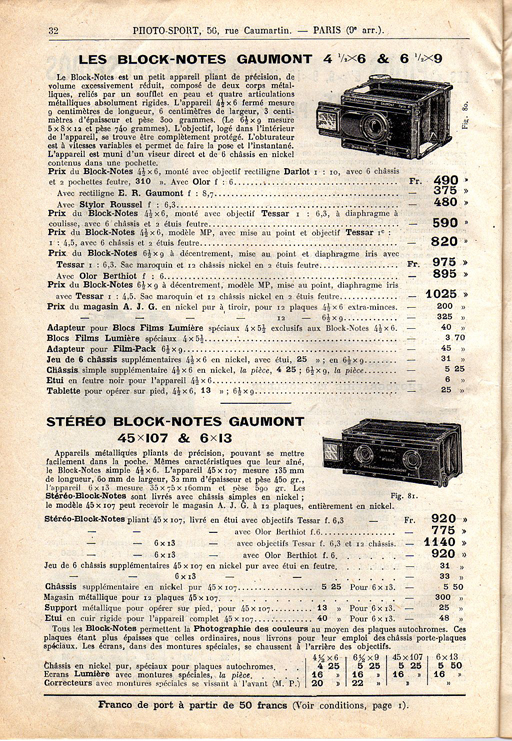 32 PHOTO-SPORT, 56, rue Caumartin. — PARIS (9e arr.).
LES BLOCK-NOTES GAUMONT 4 ½×6 & 6 ½×9
Le Block-Notes est un petit appareil pliant de précision, de
volume excessivement réduit, composé de deux corps métal-
liques, reliés par un soufflet en peau et quatre articulations
métalliques absolument rigides. L'appareil 4½×6 fermé mesure
9 centimètres de longueur, 6 centimètres de largeur, 3 centi-
mètres d'épaisseur et pèse 300 grammes. (Le 6½×9 mesure
5×8×12 et pèse 740 grammes). L'objectif, logé dans l'intérieur
de l'appareil, se trouve être complètement protégé. L'obturateur
est à vitesses variables et permet de faire la pose et l'instantané.
L'appareil est muni d'un viseur direct et de 6 châssis en nickel
contenus dans une pochette.
Fig. 80.
Prix du Block-Notes 4½×6, monté avec objectif rectiligne Darlot 1 : 10, avec 6 châssis
et 2 pochettes feutre, 310 ». Avec Olor f : 6 Fr. 490 »
Avec rectiligne E. R. Gaumont f : 8,7 — 375 »
Avec Stylor Roussel f : 6,3 — 480 »
Prix du Block-Notes 4½×6, monté avec objectif Tessar 1 : 6,3, à diaphragme à
coulisse, avec 6 châssis et 2 étuis feutre — 590 »
Prix du Block-Notes 4½×6, modèle MP, avec mise au point et objectif Tessar 1c :
1 : 4,5, avec 6 châssis et 2 étuis feutre — 820 »
Prix du Block-Notes 6½×9 à décentrement, avec mise au point, diaphragme iris avec
Tessar 1 : 6,3. Sac maroquin et 12 châssis nickel en 2 étuis feutre Fr. 975 »
Avec Olor Berthiot f : 6 — 895 »
Prix du Block-Notes 6½×9 à décentrement, modèle MP, mise au point, diaphragme iris
avec Tessar 1 : 4,5. Sac maroquin et 12 châssis nickel en 2 étuis feutre — 1025 »
Prix du magasin A. J. G. en nickel pur à tiroir, pour 12 plaques 4½×6 extra-minces — 200 »
— — — 12 — 6½×9 — 325 »
Adapteur pour Blocs Films Lumière spéciaux 4×5½ exclusifs aux Block-Notes 4½×6. — 40 »
Blocs Films Lumière spéciaux 4×5½ — 3 70
Adapteur pour Film-Pack 6½×9 — 45 »
Jeu de 6 châssis supplémentaires 4½×6 en nickel, avec étui, 25 » ; en 6½×9 — 31 »
Châssis simple supplémentaire 4½×6 en nickel, la pièce, 4 25 ; 6½×9, la pièce — 5 25
Etui en feutre noir pour l'appareil 4½×6 — 6 »
Tablette pour opérer sur pied, 4½×6, 13 » ; 6½×9 — 25 »
STÉRÉO BLOCK-NOTES GAUMONT
45×107 & 6×13
Appareils métalliques pliants de précision, pouvant se mettre
facilement dans la poche. Mêmes caractéristiques que leur aîné,
le Block-Notes simple 4½×6. L'appareil 45×107 mesure 135 mm
de longueur, 60 mm de largeur, 32 mm d'épaisseur et pèse 450 gr.,
l'appareil 6×13 mesure 35×75×160mm et pèse 590 gr. Les
Stéréo-Block-Notes sont livrés avec châssis simples en nickel ;
Fig. 81.
le modèle 45×107 peut recevoir le magasin A. J. G. à 12 plaques, entièrement en nickel.
Stéréo-Block-Notes pliant 45×107, livré en étui avec objectifs Tessar f. 6,3 — Fr. 920 »
— — — avec Olor Berthiot f.6 — 775 »
— 6×13 — avec objectifs Tessar f. 6,3 et 12 châssis. — 1140 »
— 6×13 — avec Olor Berthiot f.6. — 920 »
Jeu de 6 châssis supplémentaires 45×107 en nickel pur avec étui en feutre — 31 »
— 6×13 — — 33 »
Châssis supplémentaire en nickel pur 45×107 5 25 Pour 6×13. — 5 50
Magasin métallique pour 12 plaques 45×107 — 300 »
Support métallique pour opérer sur pied, pour 45×107 13 » Pour 6×13. — 25 »
Etui en cuir rigide pour l'appareil complet 45×107 40 » Pour 6×13. — 48 »
Tous les Block-Notes permettent la Photographie des couleurs au moyen des plaques autochromes. Ces
plaques étant plus épaisses que celles ordinaires, nous livrons pour leur emploi des châssis porte-plaques
spéciaux. Les écrans, dans des montures spéciales, se chaussent à l'arrière des objectifs.
4½×6 6½×9 45×107 6×13
Châssis en nickel pur, spéciaux pour plaques autochromes. 4 25 5 25 5 25 5 50
Ecrans Lumière avec montures spéciales, la pièce. 16 » 16 » 16 » 16 »
Correcteurs avec montures spéciales se vissant à l'avant (M. P.) 20 » 22 » » »
Franco de port à partir de 50 francs (Voir conditions, page 1).